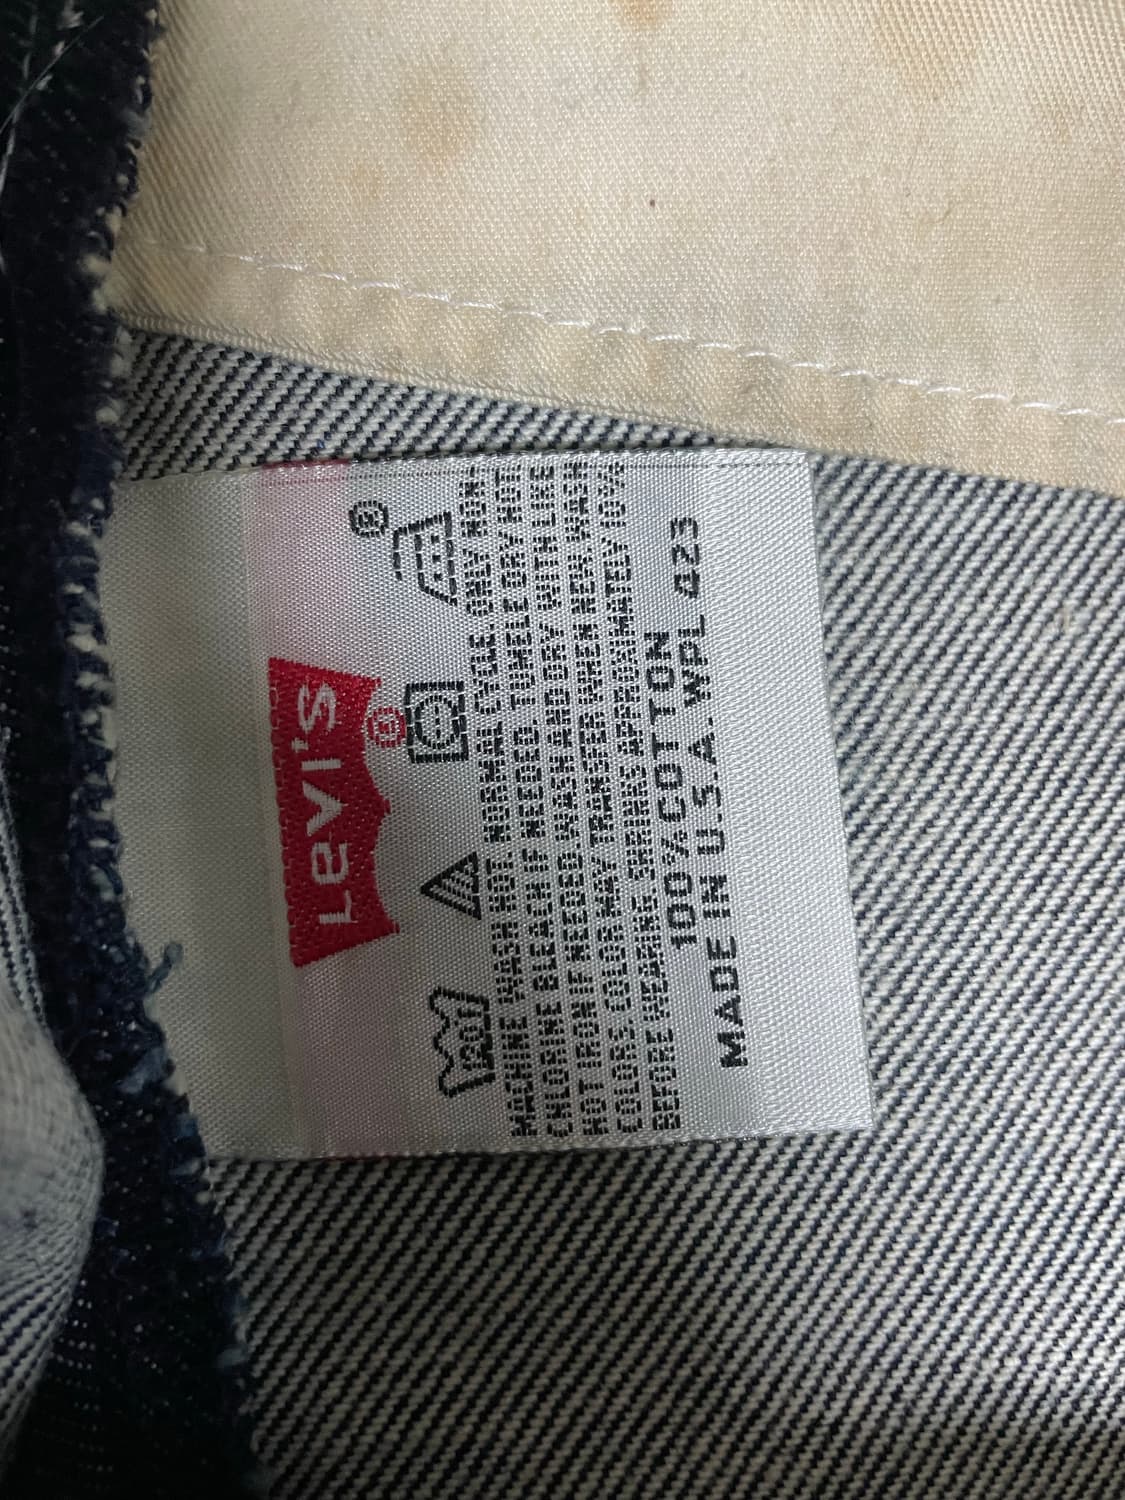 Levi's ®
®
20
MACHINE WASH HOT. NORMAL CYCLE. ONLY NON
CHLORINE BLEACH IF NEEDED. TUMBLE DRY HOT
HOT IRON IF NEEDED. WASH AND DRY WITH LIKE
COLORS. COLOR MAY TRANSFER WHEN NEW. WASH
BEFORE WEARING. SHRINKS APPROXIMATELY 10%
100% COTTON
MADE IN U.S.A. WPL 423